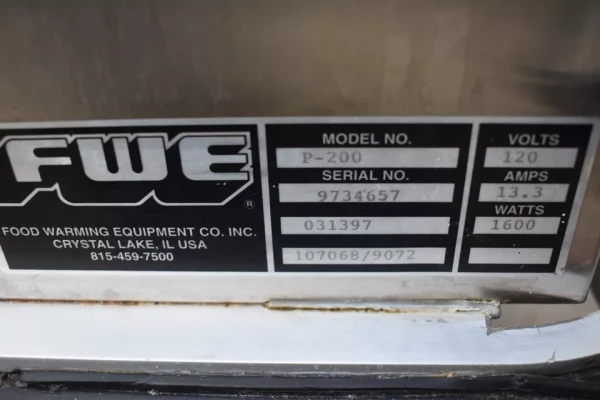 FWE
®
FOOD WARMING EQUIPMENT CO. INC.
CRYSTAL LAKE, IL USA
815-459-7500
MODEL NO.
P-200
SERIAL NO.
9734657
031397
107068/9072
VOLTS
120
AMPS
13.3
WATTS
1600